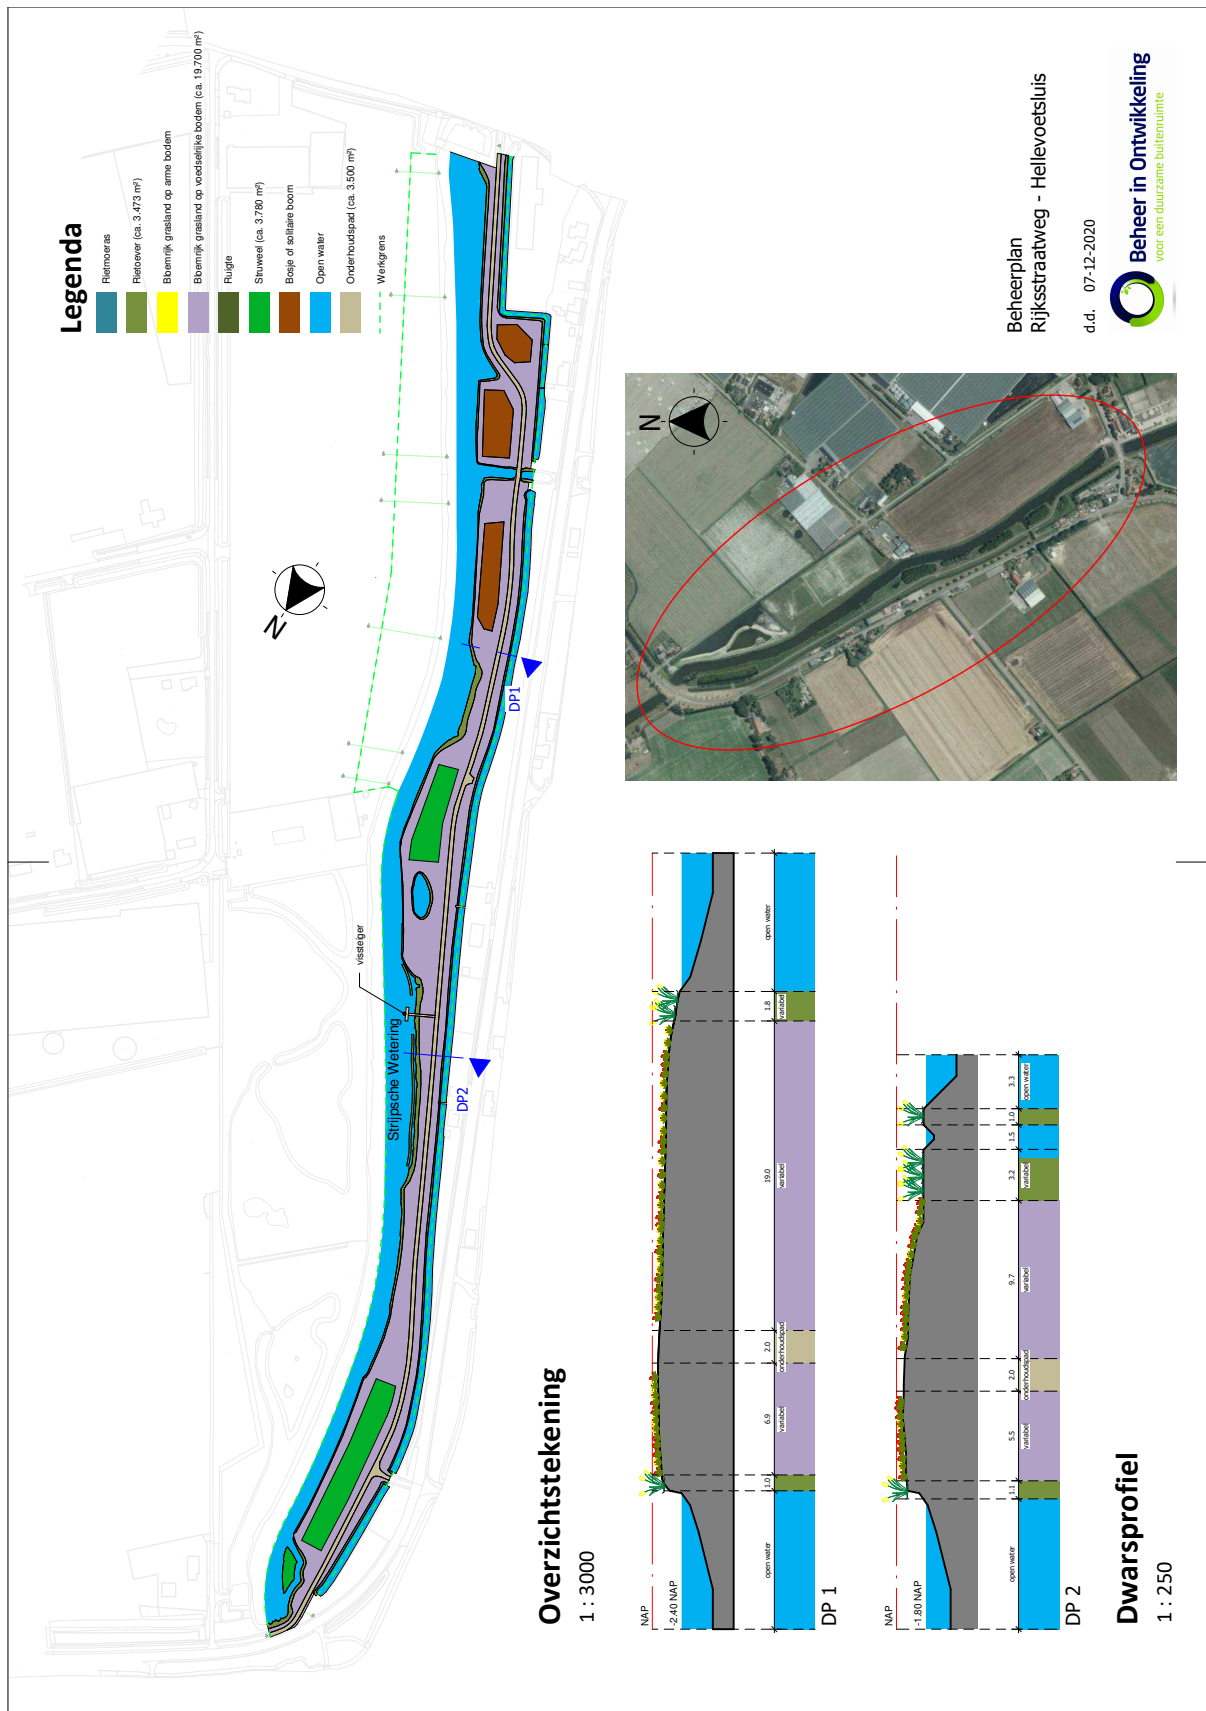 Legenda
Rietmoeras
Rietoever (ca. 3.473 m²)
Bloemrijk grasland op arme bodem
Bloemrijk grasland op voedselrijke bodem (ca. 19.700 m²)
Ruigte
Struweel (ca. 3.780 m²)
Bosje of solitaire boom
Open water
Onderhoudspad (ca. 3.500 m²)
Werkgrens
N
DP1
vissteiger
Strijpsche Wetering
DP2
Overzichtstekening
1 : 3000
NAP
-2.40 NAP
open water
1.0
6.9
variabel
2.0
onderhoudspad
19.0
variabel
1.8
variabel
open water
DP 1
NAP
-1.80 NAP
open water
1.1
5.5
variabel
2.0
onderhoudspad
9.7
variabel
3.2
variabel
1.5
1.0
3.3
open water
DP 2
Dwarsprofiel
1 : 250
N
Beheerplan
Rijksstraatweg - Hellevoetsluis
d.d. 07-12-2020
Beheer in Ontwikkeling
voor een duurzame buitenruimte